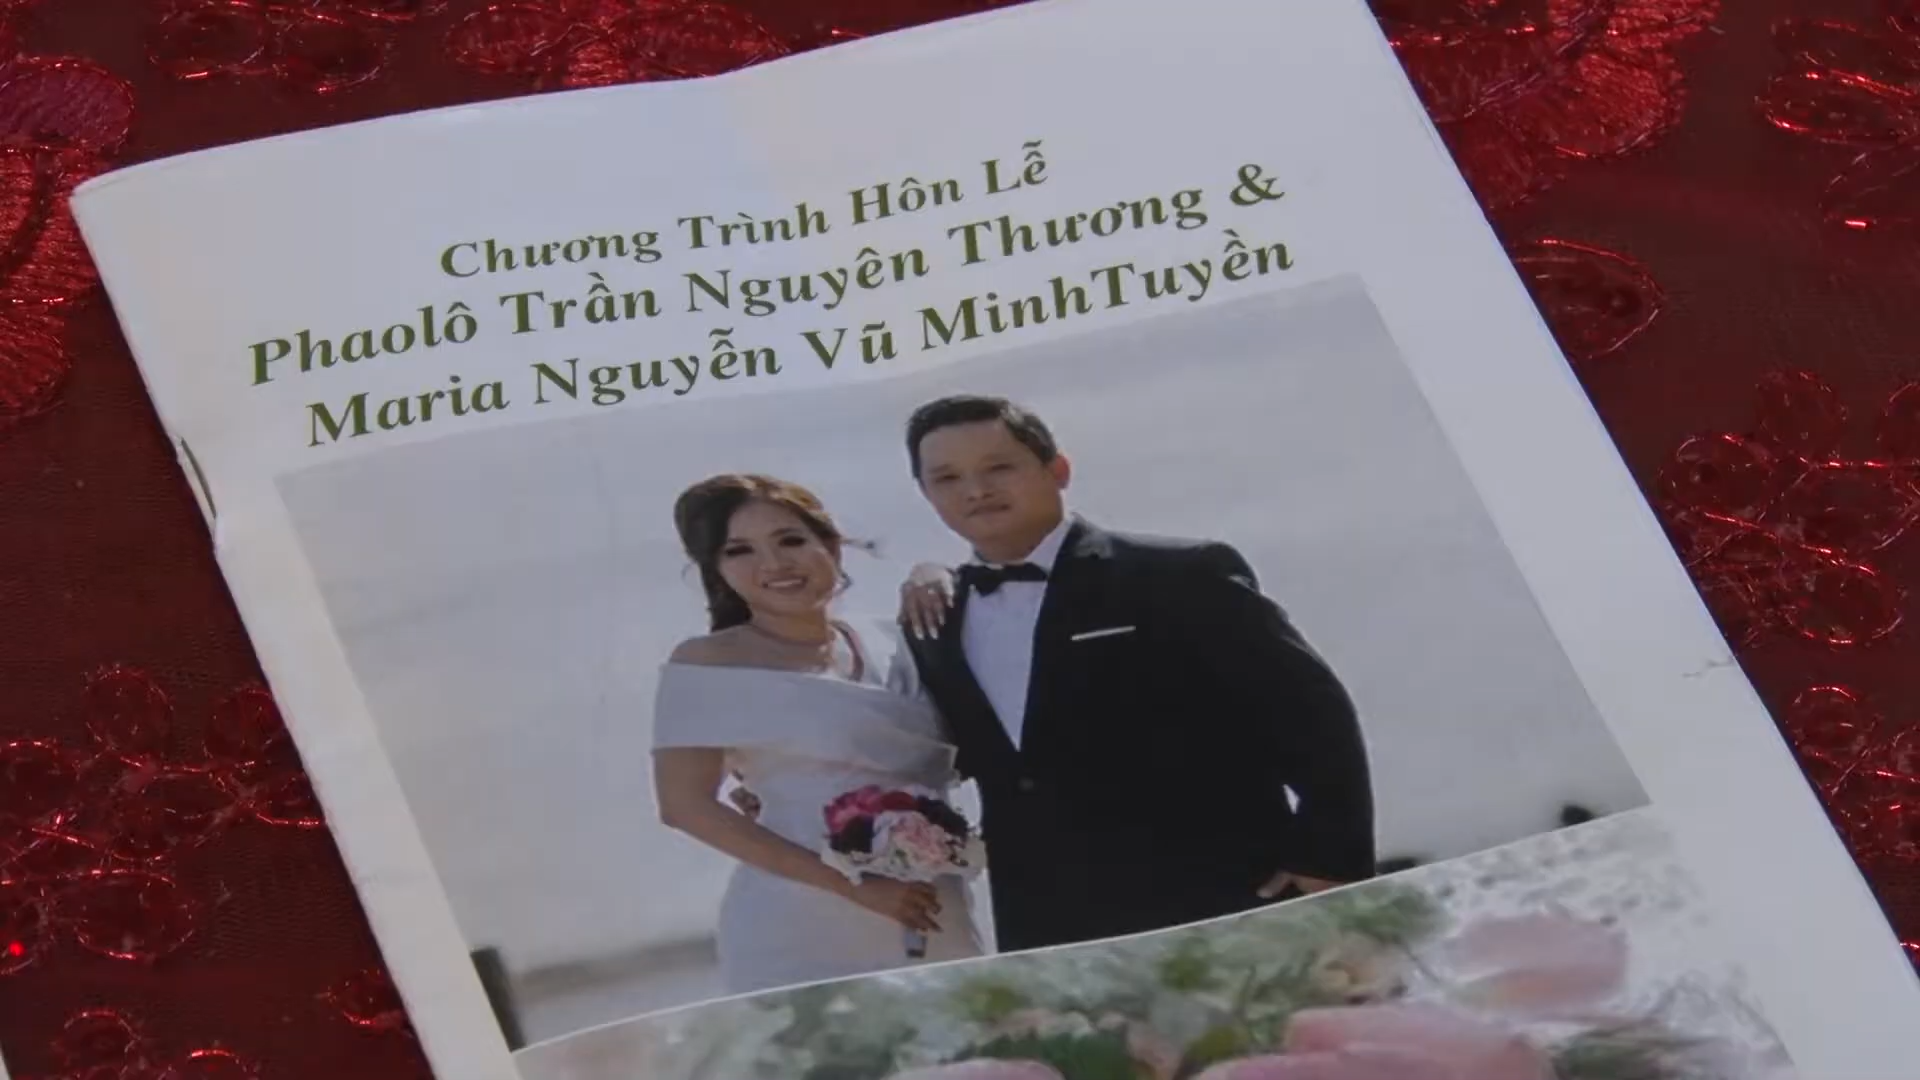 Chương Trình Hôn Lễ
Phaolô Trần Nguyên Thương &
Maria Nguyễn Vũ MinhTuyền